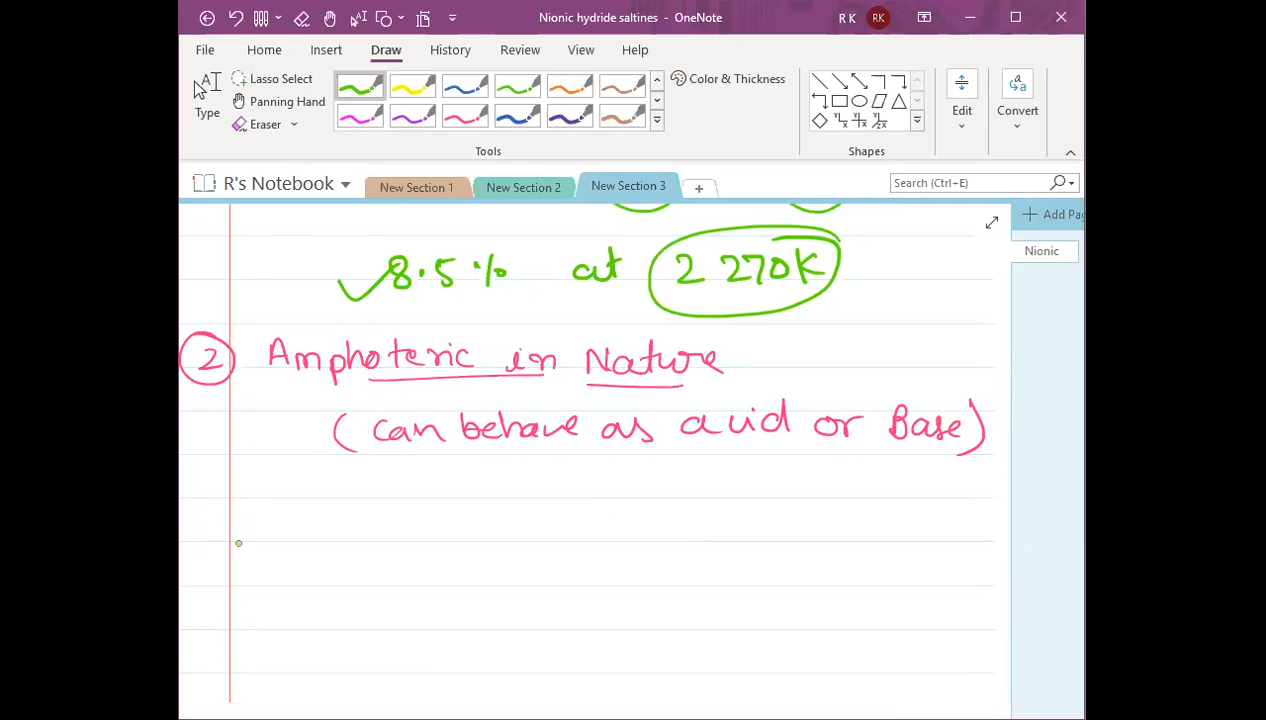 Nionic hydride saltines - OneNote
R K
RK
File Home Insert Draw History Review View Help
Type
Lasso Select
Panning Hand
Eraser
Color & Thickness
Edit
Convert
Tools
Shapes
R's Notebook
New Section 1
New Section 2
New Section 3
Search (Ctrl+E)
Add Pag
Nionic
8.5% at 2270K
2 Amphoteric in Nature
(can behave as acid or Base)